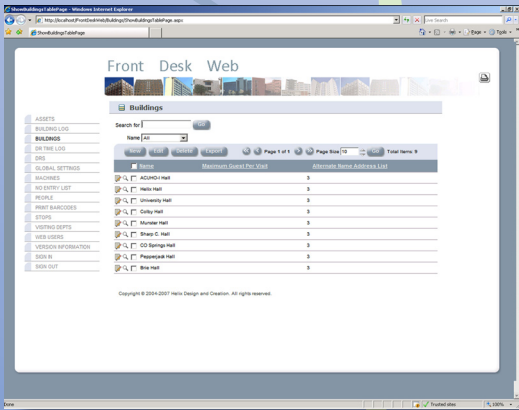 ShowBuildingsTablePage - Windows Internet Explorer
http://localhost/FrontDeskWeb/Buildings/ShowBuildingsTablePage.aspx
Live Search
ShowBuildingsTablePage
Page
Tools
Front Desk Web
Buildings
ASSETS
BUILDING LOG
BUILDINGS
DR TIME LOG
DRS
GLOBAL SETTINGS
MACHINES
NO ENTRY LIST
PEOPLE
PRINT BARCODES
STOPS
VISITING DEPTS
WEB USERS
VERSION INFORMATION
SIGN IN
SIGN OUT
Search for
Go
Name All
New Edit Delete Export Page 1 of 1 Page Size 10 Go Total Items: 9
Name Maximum Guest Per Visit Alternate Name Address List
ACUHO-I Hall 3
Helix Hall 3
University Hall 3
Colby Hall 3
Munster Hall 3
Sharp C. Hall 3
CO Springs Hall 3
Pepperjack Hall 3
Brie Hall 3
Copyright © 2004-2007 Helix Design and Creation. All rights reserved.
Done
Trusted sites
100%